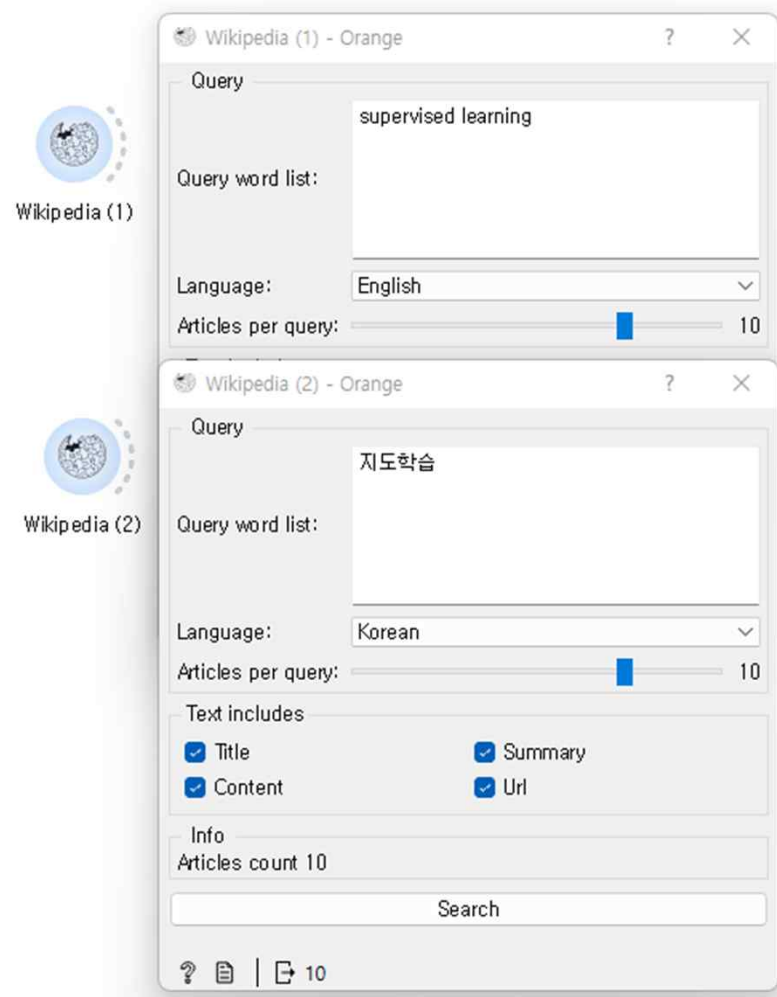 Wikipedia (1) - Orange
?
Query
supervised learning
Query word list:
Wikipedia (1)
Language:
English
Articles per query:
10
Wikipedia (2) - Orange
?
Query
지도학습
Query word list:
Wikipedia (2)
Language:
Korean
Articles per query:
10
Text includes
Title
Summary
Content
Url
Info
Articles count 10
Search
? 10